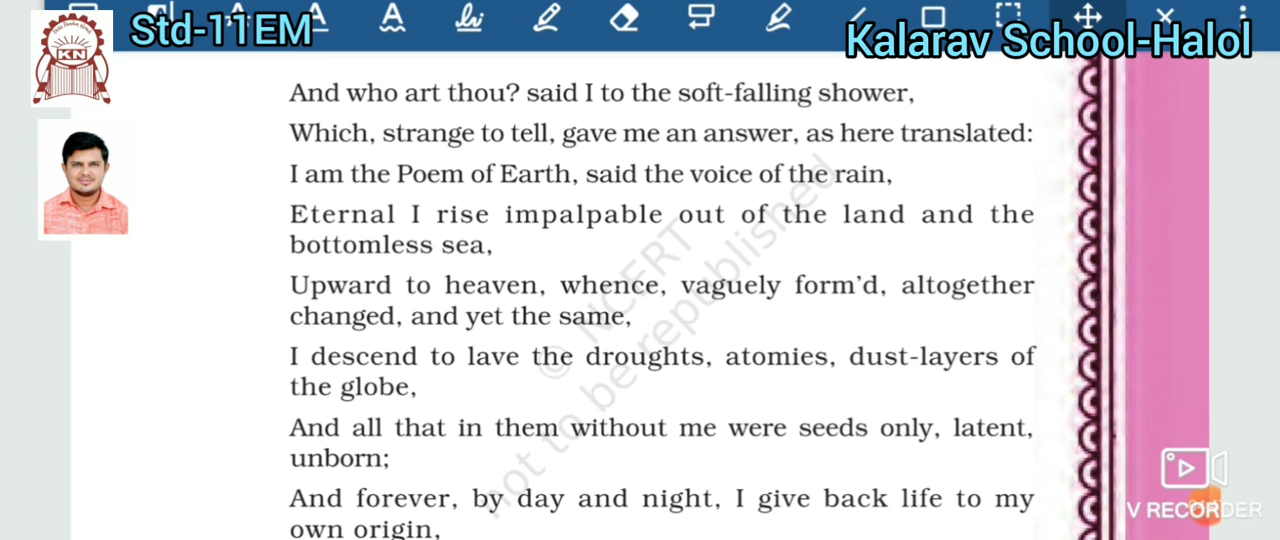 Std-11EM
Kalarav School-Halol
KN
And who art thou? said I to the soft-falling shower,
Which, strange to tell, gave me an answer, as here translated:
I am the Poem of Earth, said the voice of the rain,
Eternal I rise impalpable out of the land and the
bottomless sea,
Upward to heaven, whence, vaguely form'd, altogether
changed, and yet the same,
I descend to lave the droughts, atomies, dust-layers of
the globe,
And all that in them without me were seeds only, latent,
unborn;
And forever, by day and night, I give back life to my
own origin,
© NCERT
not to be republished
V RECORDER